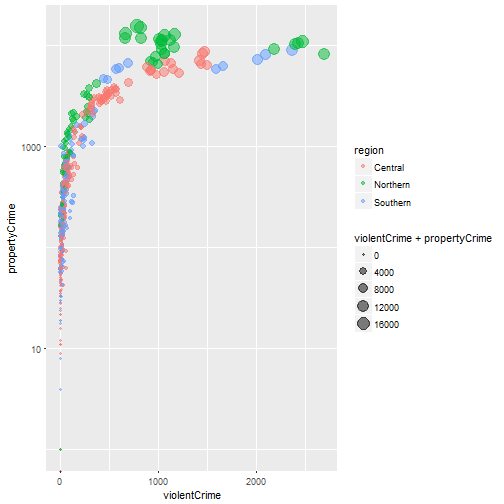 propertyCrime
1000
10
0
1000
2000
violentCrime
region
Central
Northern
Southern
violentCrime + propertyCrime
0
4000
8000
12000
16000